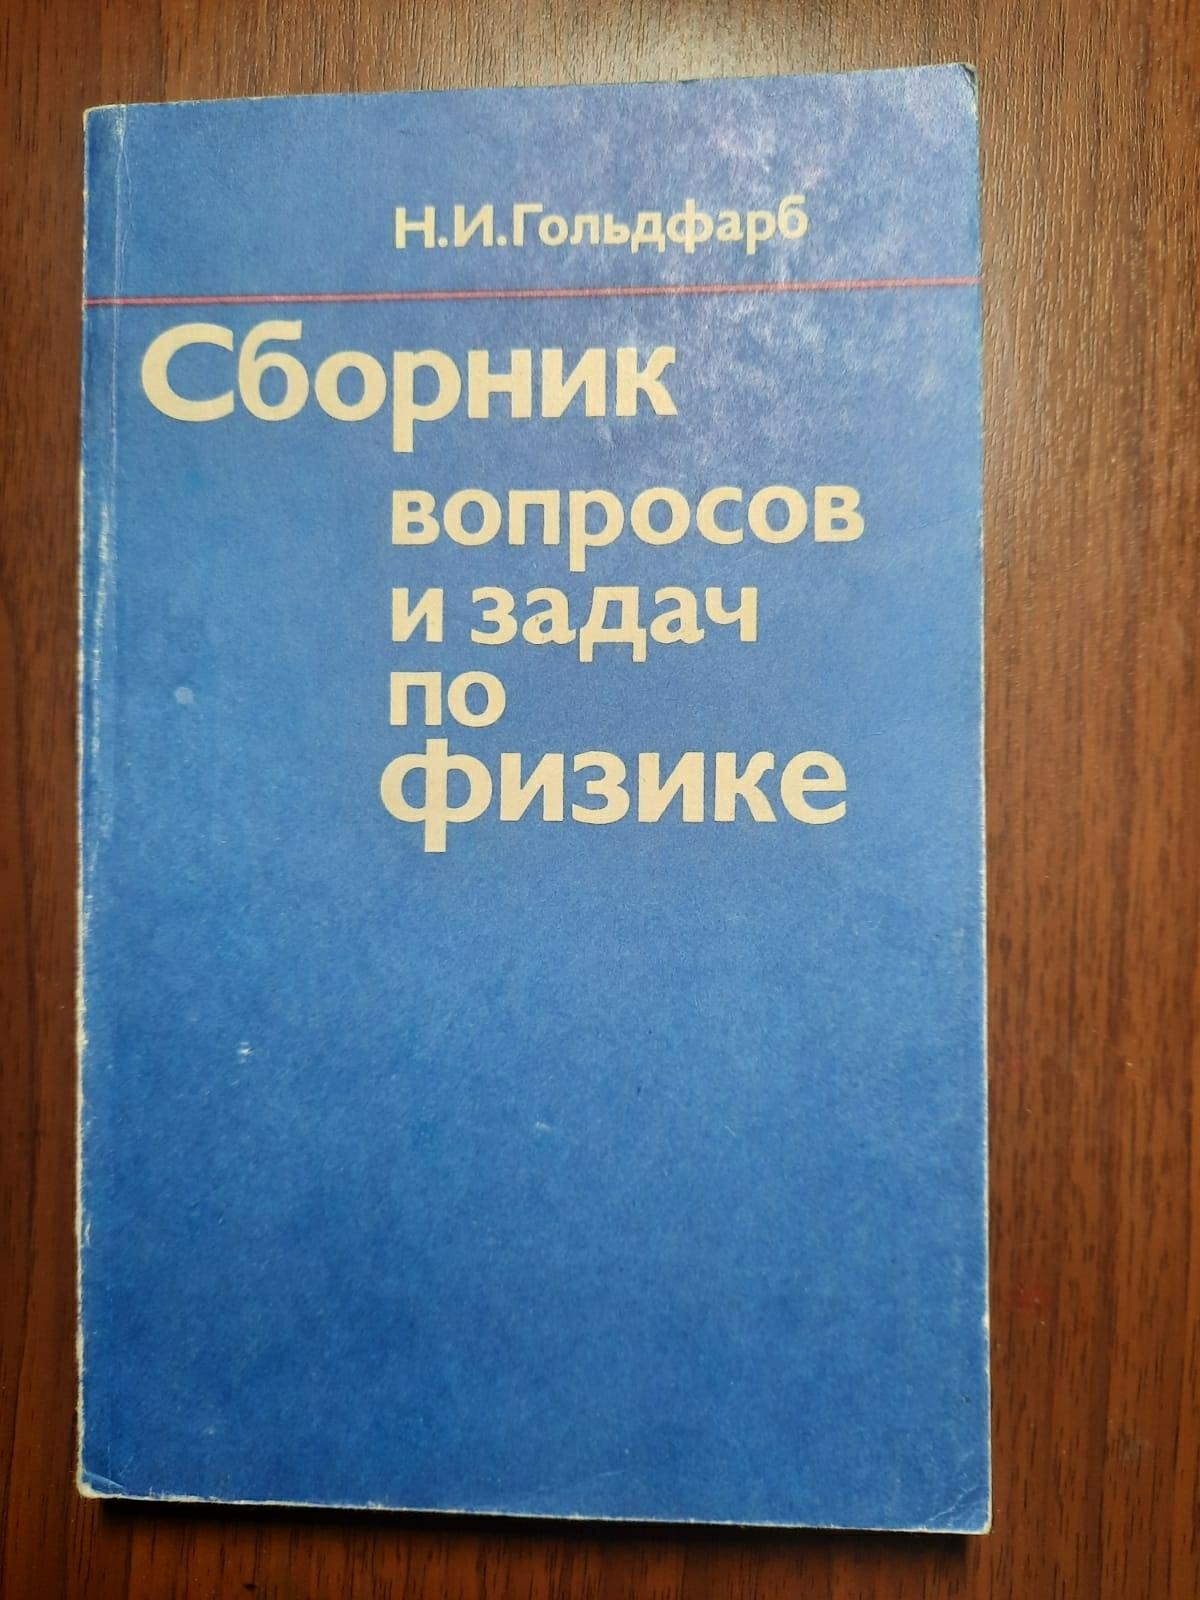 Н.И.Гольдфарб
Сборник
вопросов
и задач
по
физике